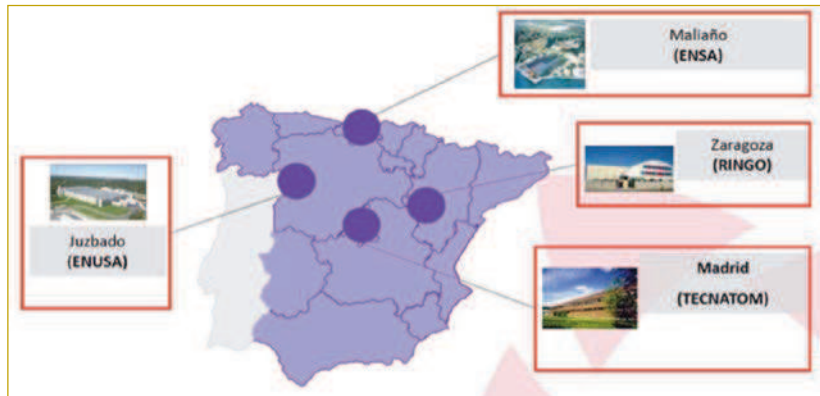 Maliaño
(ENSA)
Zaragoza
(RINGO)
Juzbado
(ENUSA)
Madrid
(TECNATOM)